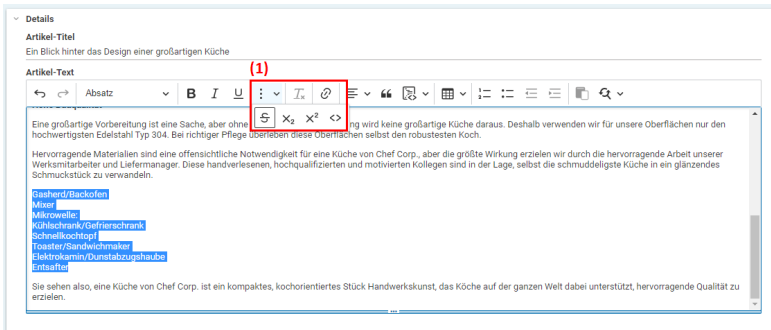 Details
Artikel-Titel
Ein Blick hinter das Design einer großartigen Küche
(1)
Artikel-Text
Absatz B I U Tx
S X₂ X² <>
Eine großartige Vorbereitung ist eine Sache, aber ohne ng wird keine großartige Küche daraus. Deshalb verwenden wir für unsere Oberflächen nur den
hochwertigsten Edelstahl Typ 304. Bei richtiger Pflege überleben diese Oberflächen selbst den robustesten Koch.
Hervorragende Materialien sind eine offensichtliche Notwendigkeit für eine Küche von Chef Corp., aber die größte Wirkung erzielen wir durch die hervorragende Arbeit unserer
Werksmitarbeiter und Liefermanager. Diese handverlesenen, hochqualifizierten und motivierten Kollegen sind in der Lage, selbst die schmuddeligste Küche in ein glänzendes
Schmuckstück zu verwandeln.
Gasherd/Backofen
Mixer
Mikrowelle:
Kühlschrank/Gefrierschrank
Schnellkochtopf
Toaster/Sandwichmaker
Elektrokamin/Dunstabzugshaube
Entsafter
Sie sehen also, eine Küche von Chef Corp. ist ein kompaktes, kochorientiertes Stück Handwerkskunst, das Köche auf der ganzen Welt dabei unterstützt, hervorragende Qualität zu
erzielen.